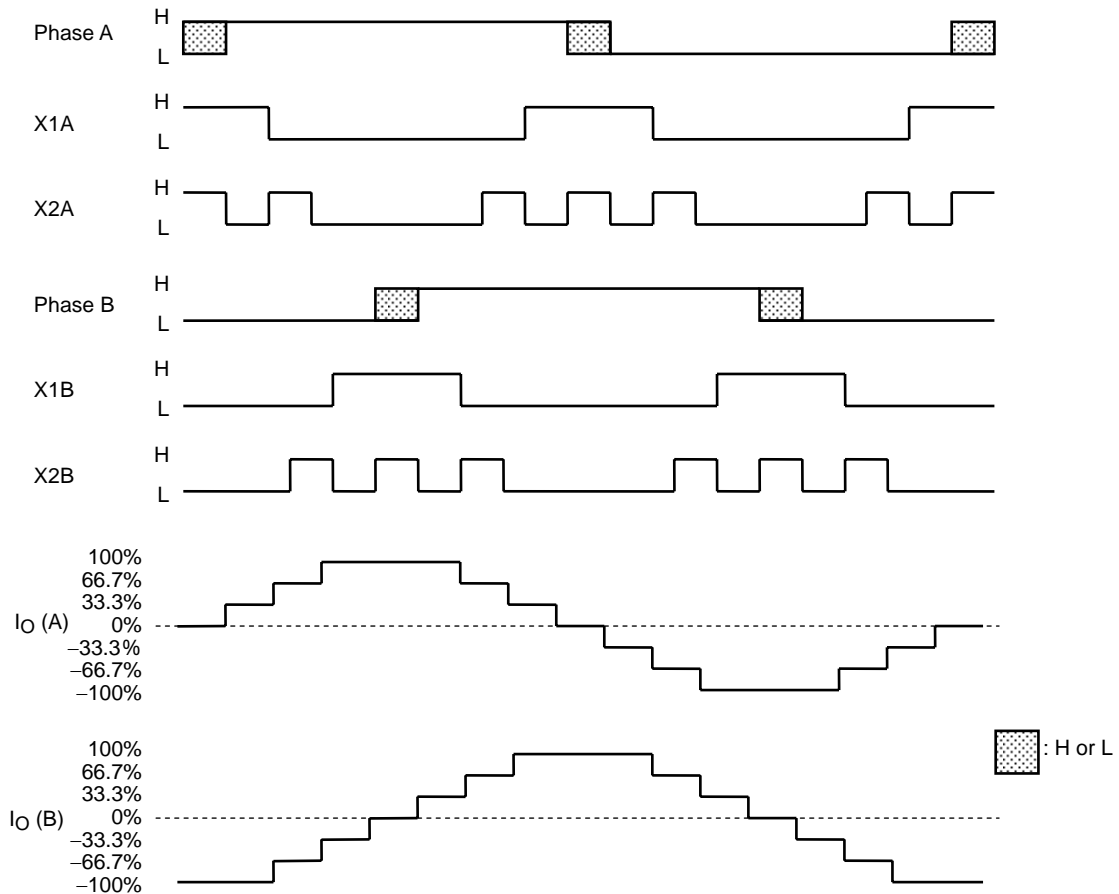 H
Phase A
L
H
X1A
L
H
X2A
L
H
Phase B
L
H
X1B
L
H
X2B
L
100%
66.7%
33.3%
IO (A) 0%
−33.3%
−66.7%
−100%
: H or L
100%
66.7%
33.3%
IO (B) 0%
−33.3%
−66.7%
−100%